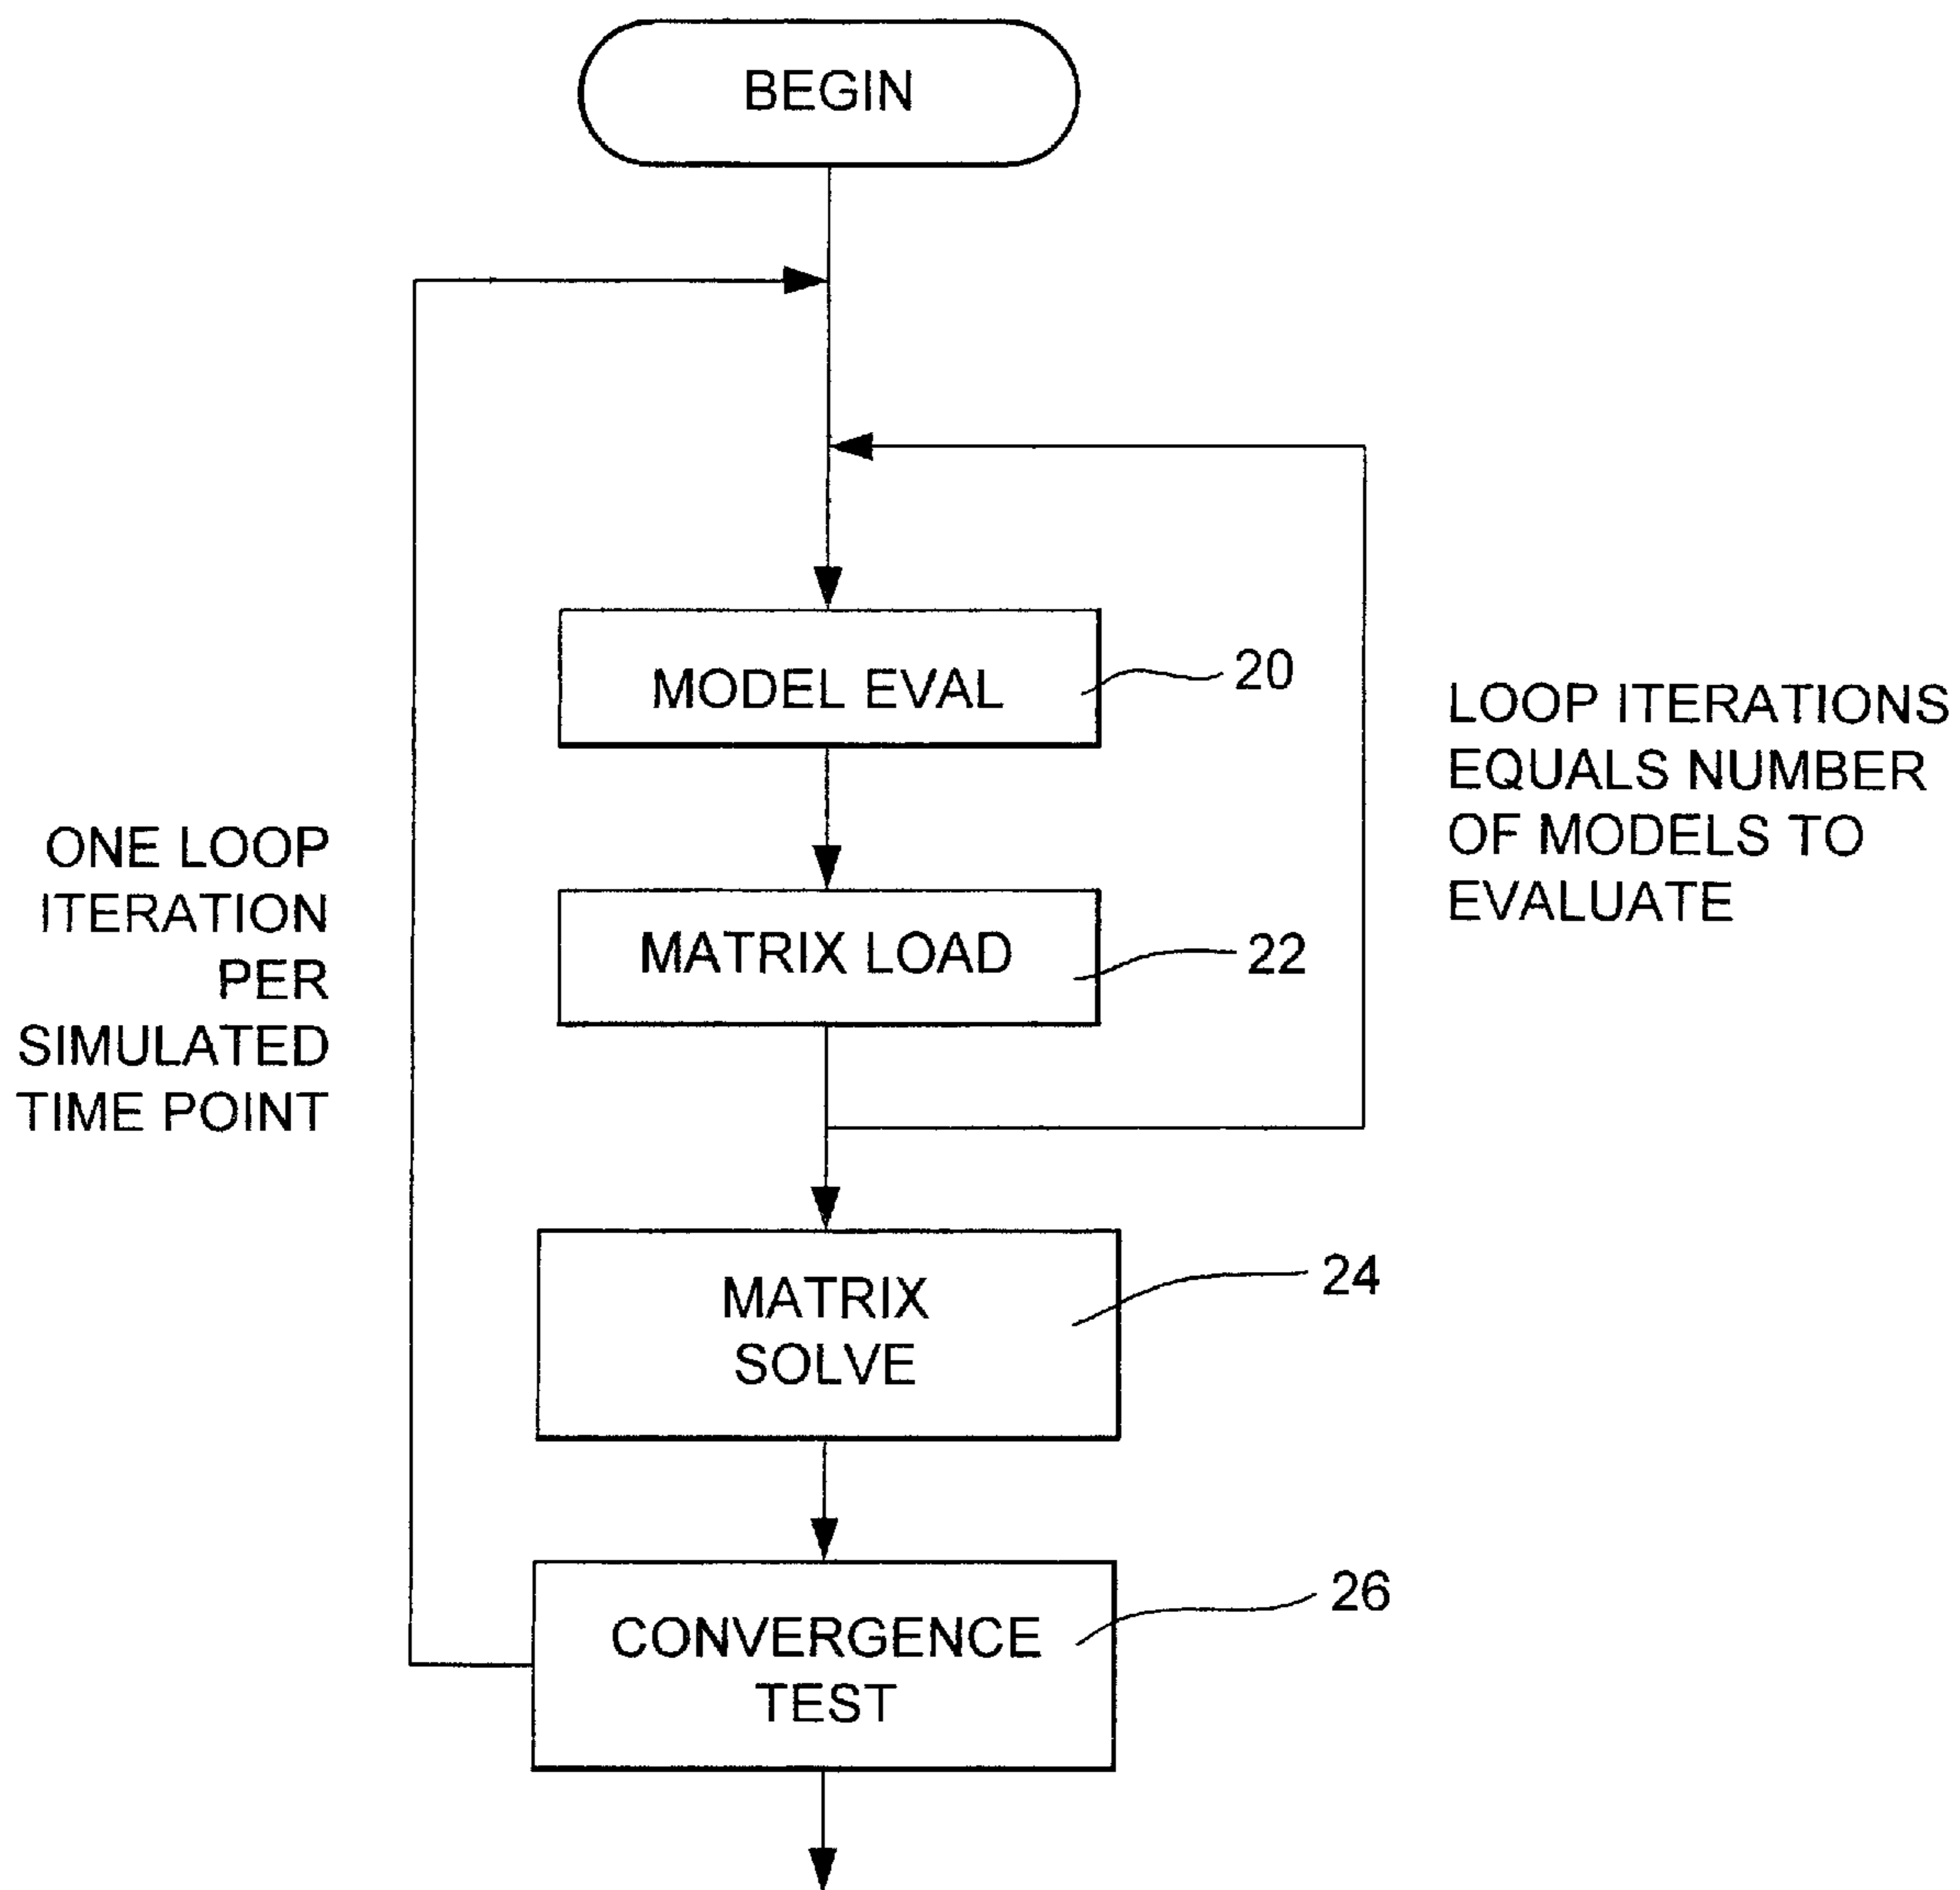 BEGIN
MODEL EVAL
20
LOOP ITERATIONS
EQUALS NUMBER
OF MODELS TO
EVALUATE
ONE LOOP
ITERATION
PER
SIMULATED
TIME POINT
MATRIX LOAD
22
MATRIX
SOLVE
24
CONVERGENCE
TEST
26